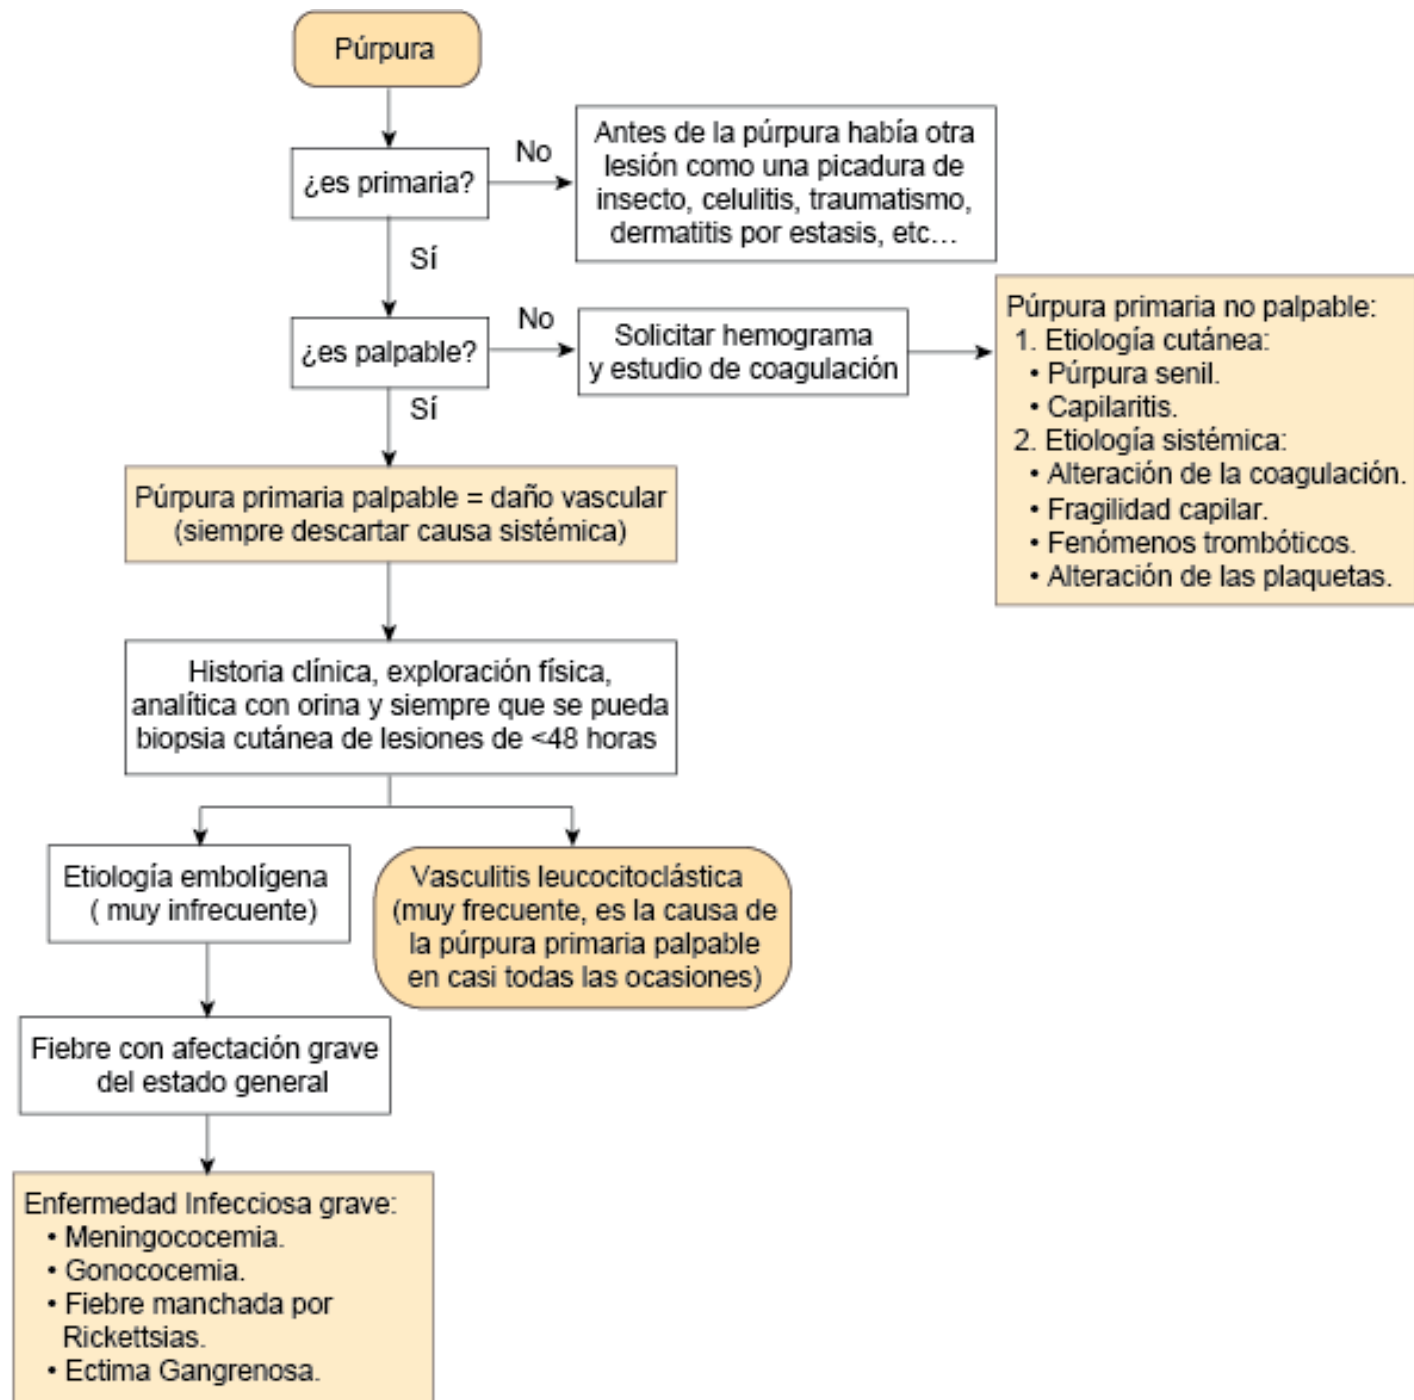 Púrpura
¿es primaria?
No
Antes de la púrpura había otra
lesión como una picadura de
insecto, celulitis, traumatismo,
dermatitis por estasis, etc...
Sí
¿es palpable?
No
Solicitar hemograma
y estudio de coagulación
Púrpura primaria no palpable:
1. Etiología cutánea:
• Púrpura senil.
• Capilaritis.
2. Etiología sistémica:
• Alteración de la coagulación.
• Fragilidad capilar.
• Fenómenos trombóticos.
• Alteración de las plaquetas.
Sí
Púrpura primaria palpable = daño vascular
(siempre descartar causa sistémica)
Historia clínica, exploración física,
analítica con orina y siempre que se pueda
biopsia cutánea de lesiones de <48 horas
Etiología embolígena
( muy infrecuente)
Vasculitis leucocitoclástica
(muy frecuente, es la causa de
la púrpura primaria palpable
en casi todas las ocasiones)
Fiebre con afectación grave
del estado general
Enfermedad Infecciosa grave:
• Meningococemia.
• Gonococemia.
• Fiebre manchada por
Rickettsias.
• Ectima Gangrenosa.